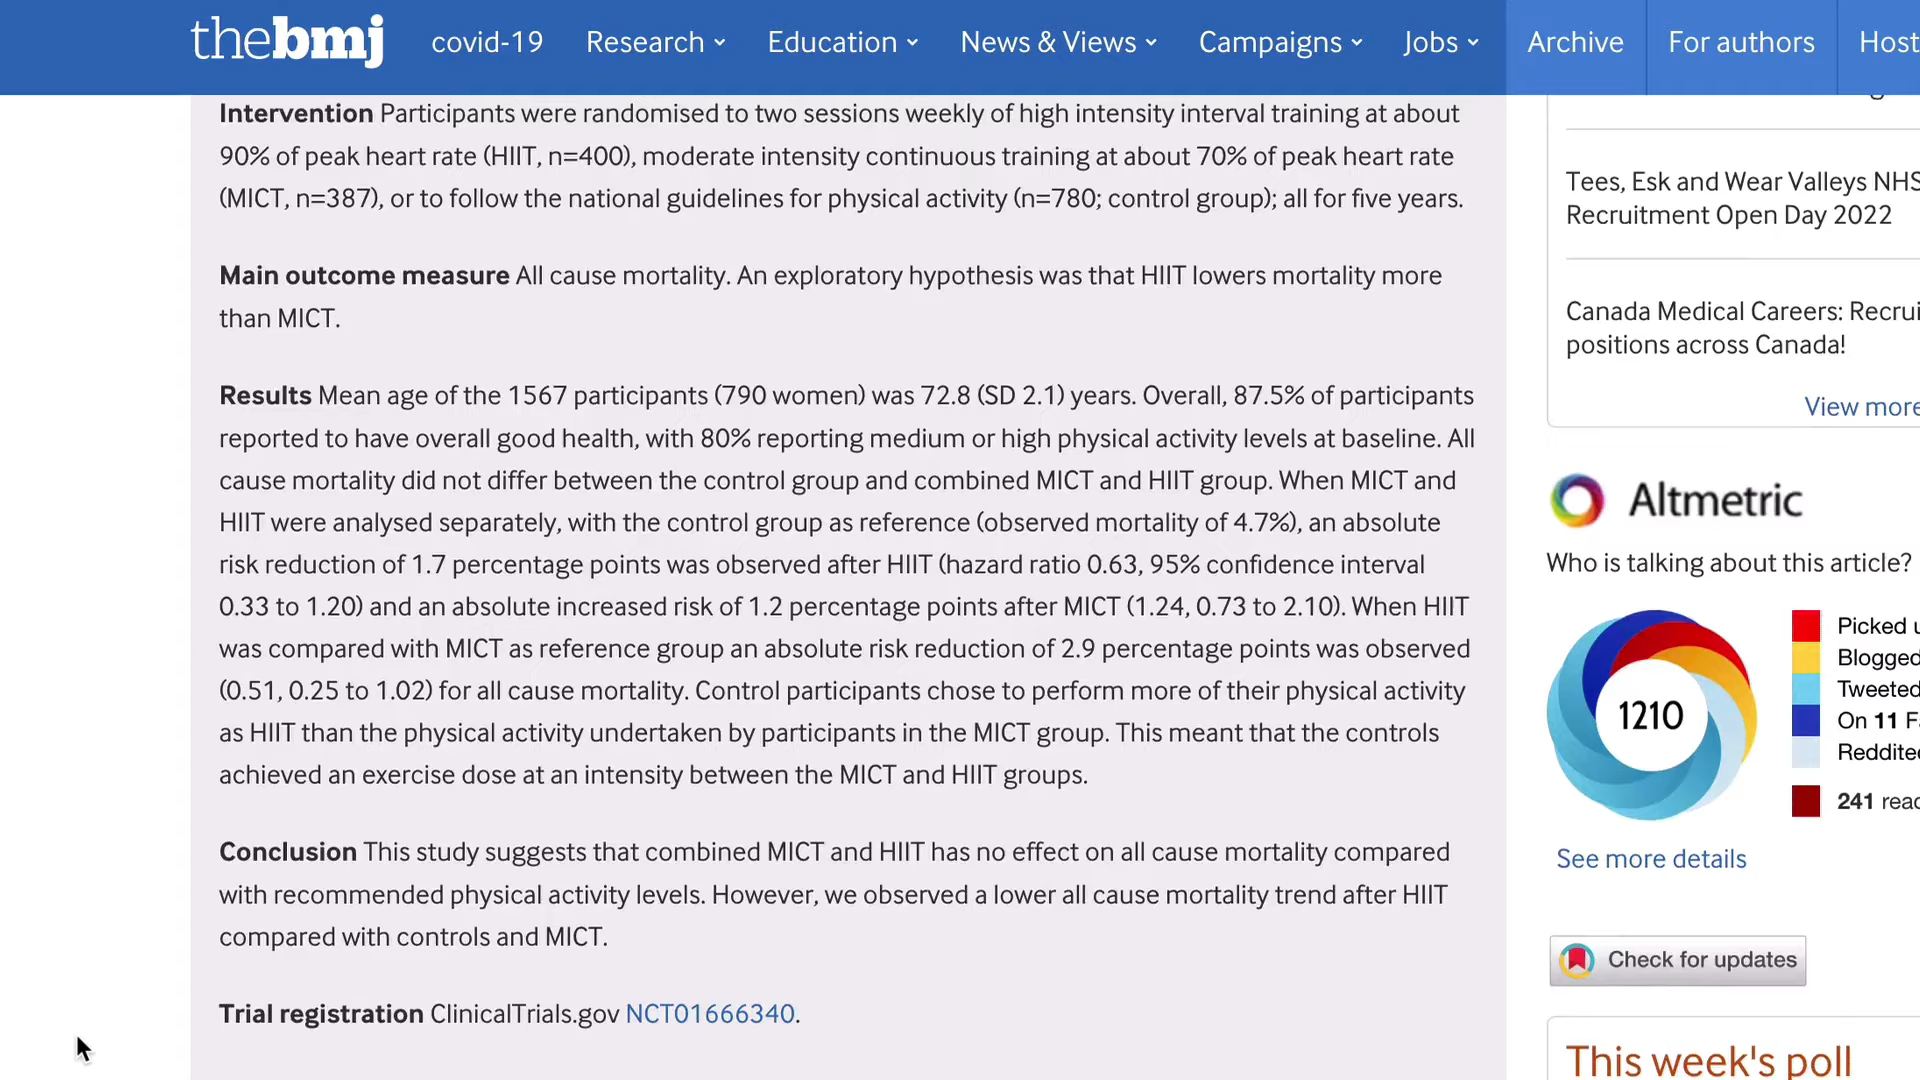 thebmj covid-19 Research Education News & Views Campaigns Jobs Archive For authors Host
Intervention Participants were randomised to two sessions weekly of high intensity interval training at about
90% of peak heart rate (HIIT, n=400), moderate intensity continuous training at about 70% of peak heart rate
(MICT, n=387), or to follow the national guidelines for physical activity (n=780; control group); all for five years.
Main outcome measure All cause mortality. An exploratory hypothesis was that HIIT lowers mortality more
than MICT.
Results Mean age of the 1567 participants (790 women) was 72.8 (SD 2.1) years. Overall, 87.5% of participants
reported to have overall good health, with 80% reporting medium or high physical activity levels at baseline. All
cause mortality did not differ between the control group and combined MICT and HIIT group. When MICT and
HIIT were analysed separately, with the control group as reference (observed mortality of 4.7%), an absolute
risk reduction of 1.7 percentage points was observed after HIIT (hazard ratio 0.63, 95% confidence interval
0.33 to 1.20) and an absolute increased risk of 1.2 percentage points after MICT (1.24, 0.73 to 2.10). When HIIT
was compared with MICT as reference group an absolute risk reduction of 2.9 percentage points was observed
(0.51, 0.25 to 1.02) for all cause mortality. Control participants chose to perform more of their physical activity
as HIIT than the physical activity undertaken by participants in the MICT group. This meant that the controls
achieved an exercise dose at an intensity between the MICT and HIIT groups.
Conclusion This study suggests that combined MICT and HIIT has no effect on all cause mortality compared
with recommended physical activity levels. However, we observed a lower all cause mortality trend after HIIT
compared with controls and MICT.
Trial registration ClinicalTrials.gov NCT01666340.
Tees, Esk and Wear Valleys NHS
Recruitment Open Day 2022
Canada Medical Careers: Recrui
positions across Canada!
View more
Altmetric
Who is talking about this article?
1210
Picked u
Blogged
Tweeted
On 11 Fa
Reddited
241 read
See more details
Check for updates
This week's poll